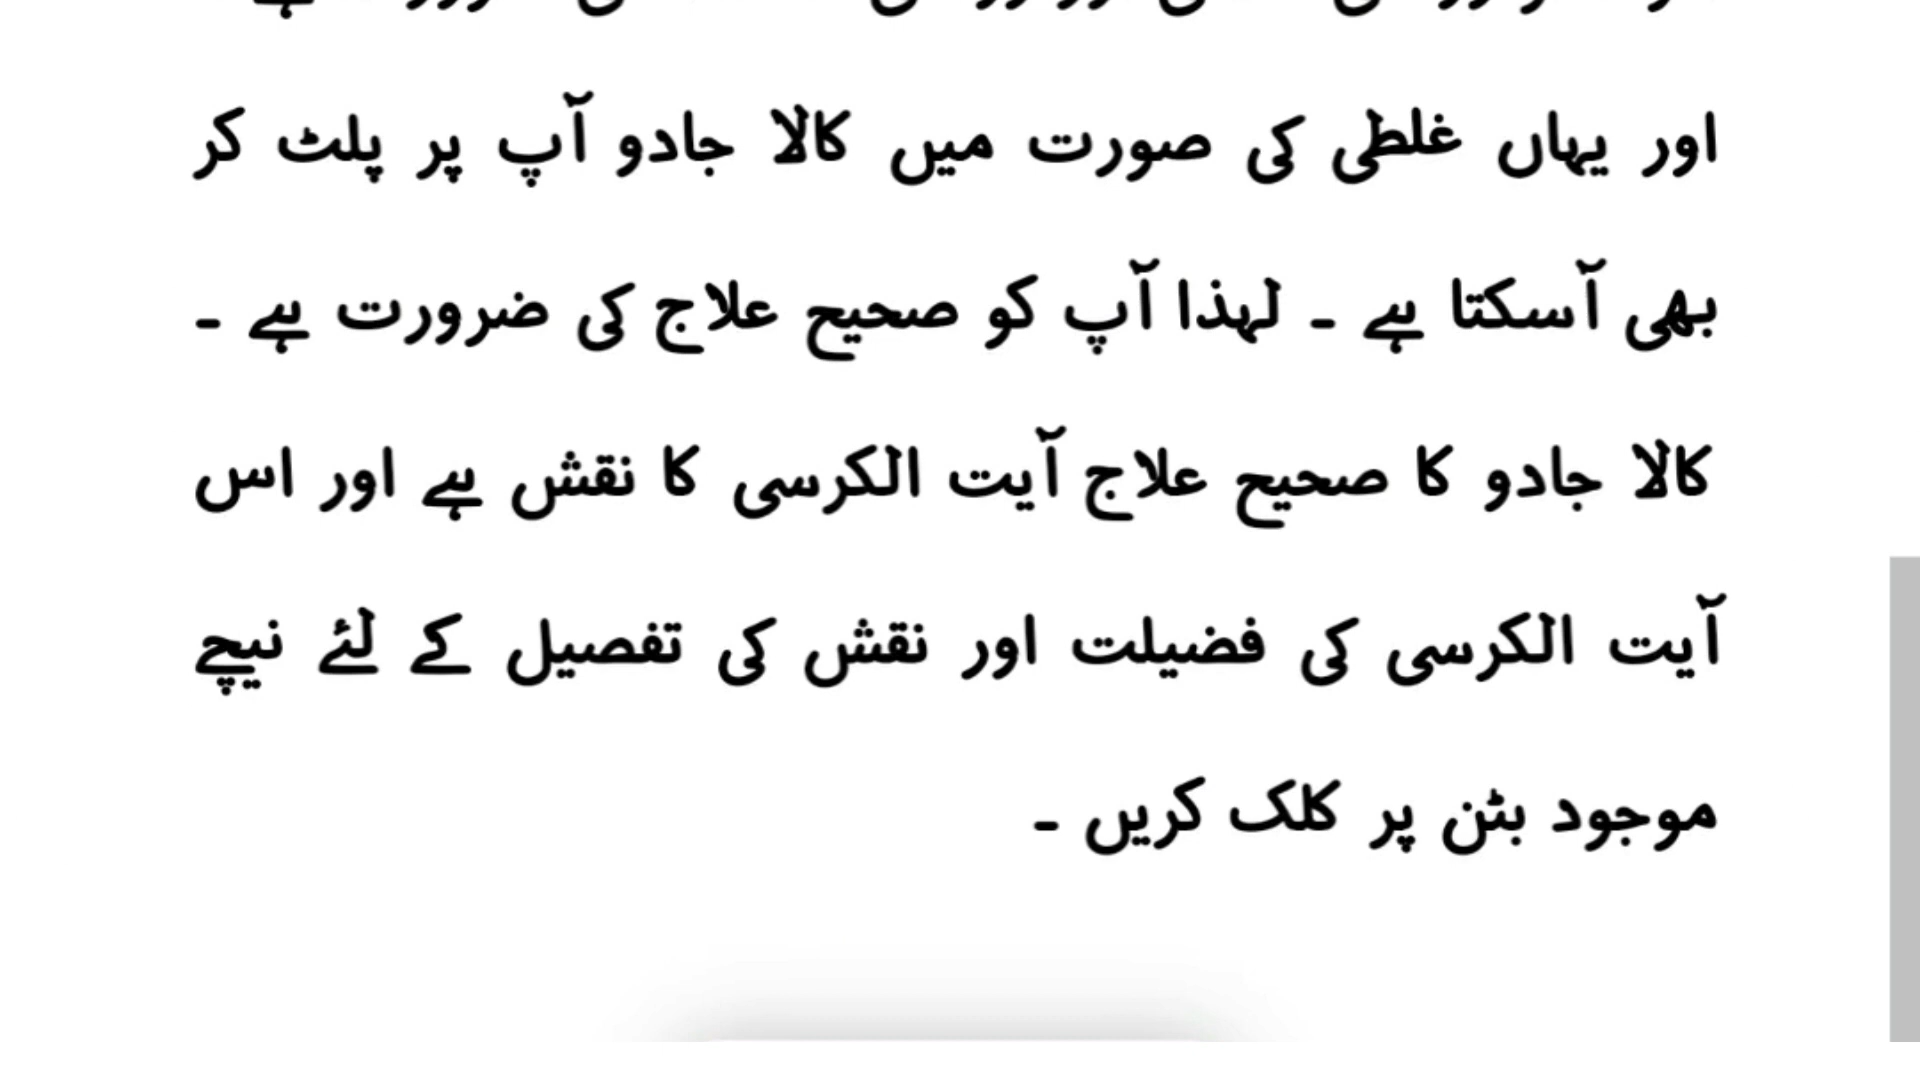 اور یہاں غلطی کی صورت میں کالا جادو آپ پر پلٹ کر
بھی آسکتا ہے ۔ لہذا آپ کو صحیح علاج کی ضرورت ہے ۔
کالا جادو کا صحیح علاج آیت الکرسی کا نقش ہے اور اس
آیت الکرسی کی فضیلت اور نقش کی تفصیل کے لئے نیچے
موجود بٹن پر کلک کریں ۔